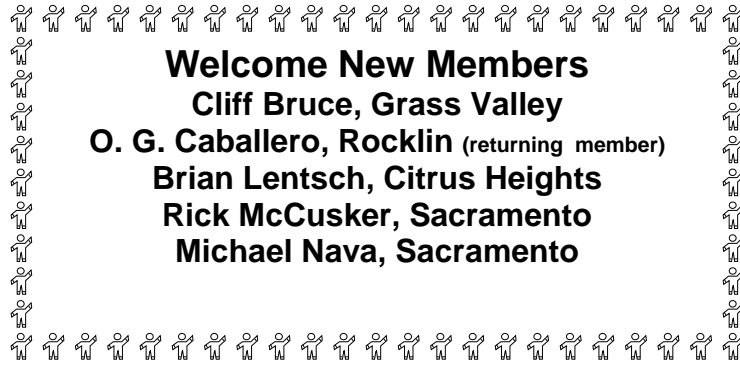 Welcome New Members
Cliff Bruce, Grass Valley
O. G. Caballero, Rocklin (returning member)
Brian Lentsch, Citrus Heights
Rick McCusker, Sacramento
Michael Nava, Sacramento